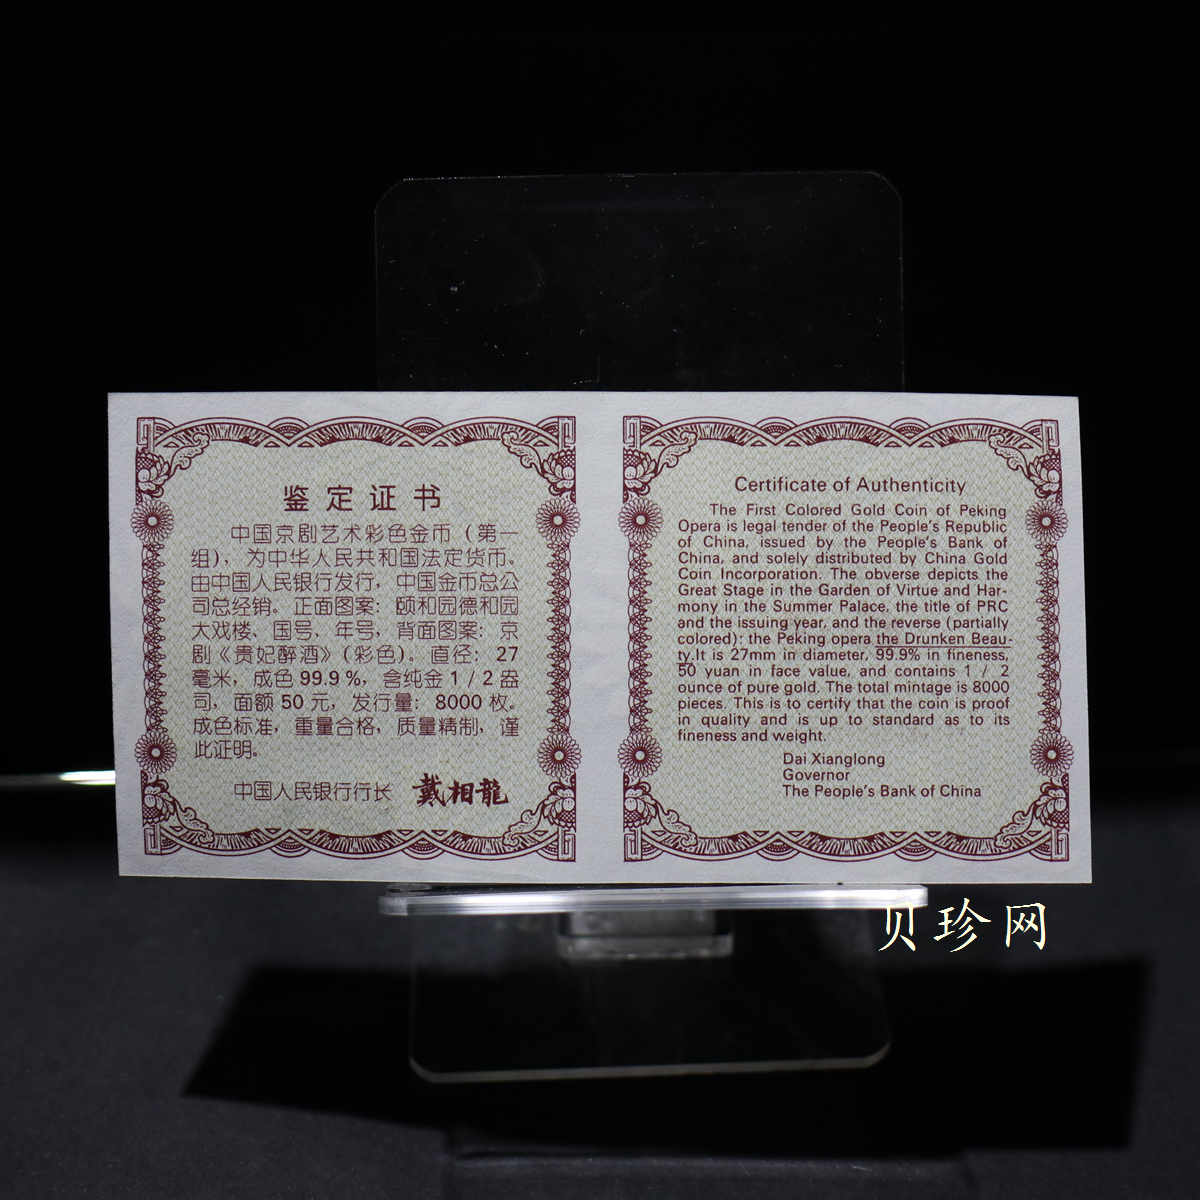 鉴定证书
中国京剧艺术彩色金币（第一
组），为中华人民共和国法定货币。
由中国人民银行发行，中国金币总公
司总经销。正面图案：颐和园德和园
大戏楼、国号、年号，背面图案：京
剧《贵妃醉酒》（彩色）。直径：27
毫米，成色99.9%，含纯金1/2盎
司，面额50元，发行量：8000枚。
成色标准，重量合格，质量精制，谨
此证明。
中国人民银行行长 戴相龍
Certificate of Authenticity
The First Colored Gold Coin of Peking
Opera is legal tender of the People's Republic
of China, issued by the People's Bank of
China, and solely distributed by China Gold
Coin Incorporation. The obverse depicts the
Great Stage in the Garden of Virtue and Har-
mony in the Summer Palace, the title of PRC
and the issuing year, and the reverse (partially
colored): the Peking opera the Drunken Beau-
ty.It is 27mm in diameter, 99.9% in fineness,
50 yuan in face value, and contains 1 / 2
ounce of pure gold. The total mintage is 8000
pieces. This is to certify that the coin is proof
in quality and is up to standard as to its
fineness and weight.
Dai Xianglong
Governor
The People's Bank of China
贝珍网